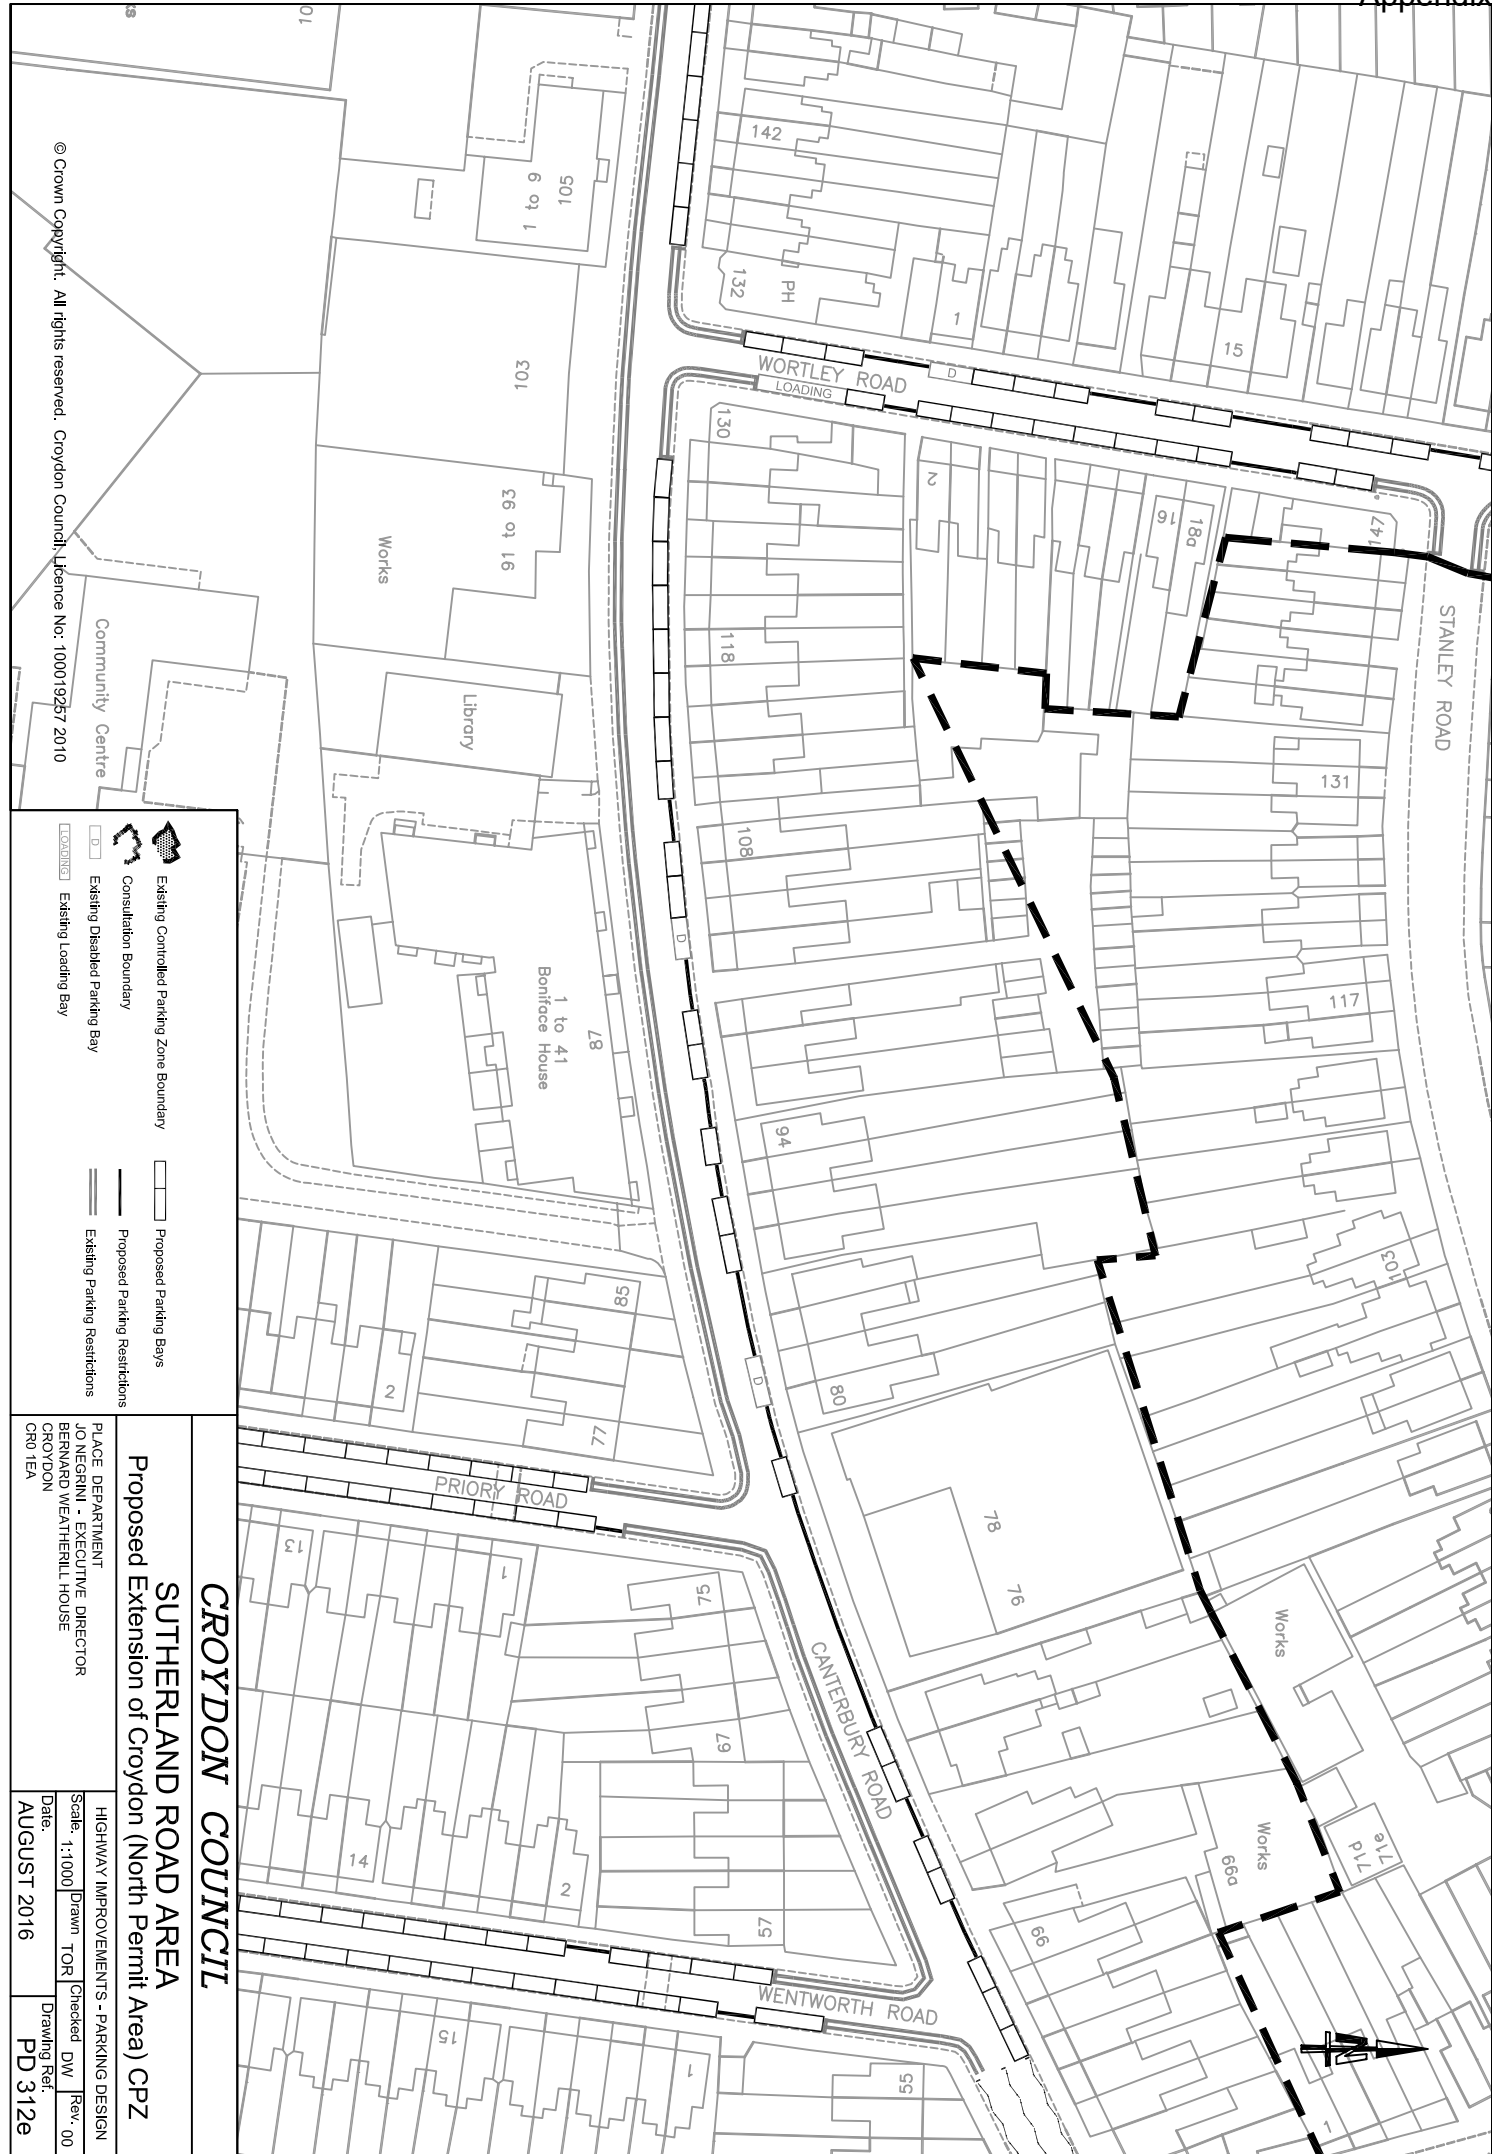 Appendix
142
132
PH
1
15
WORTLEY ROAD
D
LOADING
130
2
16
18a
147
STANLEY ROAD
118
131
108
D
117
94
103
80
D
78
76
Works
CANTERBURY ROAD
Works
66a
71d
71e
66
1
101
105
1 to 9
103
91 to 93
Works
Library
Community Centre
1 to 41
Boniface House
87
85
77
2
PRIORY ROAD
13
1
75
67
57
14
2
WENTWORTH ROAD
15
1
55
N
© Crown Copyright. All rights reserved. Croydon Council, Licence No: 100019257 2010
Existing Controlled Parking Zone Boundary
Consultation Boundary
D Existing Disabled Parking Bay
LOADING Existing Loading Bay
Proposed Parking Bays
Proposed Parking Restrictions
Existing Parking Restrictions
CROYDON COUNCIL
SUTHERLAND ROAD AREA
Proposed Extension of Croydon (North Permit Area) CPZ
PLACE DEPARTMENT
JO NEGRINI - EXECUTIVE DIRECTOR
BERNARD WEATHERILL HOUSE
CROYDON
CR0 1EA
HIGHWAY IMPROVEMENTS - PARKING DESIGN
Scale. 1:1000 Drawn TOR Checked DW Rev. 00
Date. AUGUST 2016
Drawing Ref. PD 312e